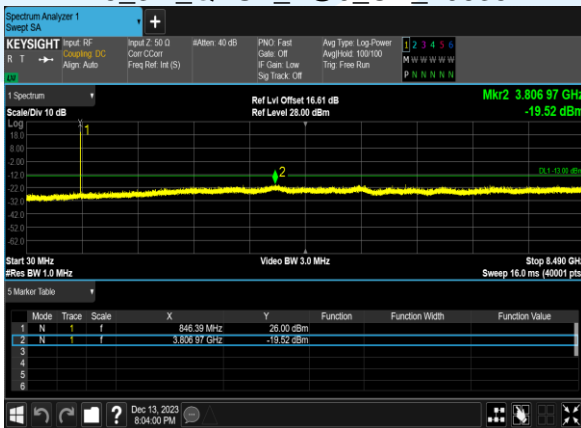 Spectrum Analyzer 1
Swept SA
+
KEYSIGHT Input: RF Input Z: 50 Ω #Atten: 40 dB PNO: Fast Avg Type: Log-Power 1 2 3 4 5 6
R T Coupling: DC Corr CCorr Gate: Off Avg|Hold: 100/100 M W W W W W
Align: Auto Freq Ref: Int (S) IF Gain: Low Trig: Free Run
LXI Sig Track: Off P N N N N N
1 Spectrum Ref Lvl Offset 16.61 dB Mkr2 3.806 97 GHz
Scale/Div 10 dB Ref Level 28.00 dBm -19.52 dBm
Log
18.0
1
8.00
-2.00
2
DL1 -13.00 dBm
-12.0
-22.0
-32.0
-42.0
-52.0
-62.0
Start 30 MHz Video BW 3.0 MHz Stop 8.490 GHz
#Res BW 1.0 MHz Sweep 16.0 ms (40001 pts)
5 Marker Table
Mode Trace Scale X Y Function Function Width Function Value
1 N 1 f 846.39 MHz 26.00 dBm
2 N 1 f 3.806 97 GHz -19.52 dBm
3
4
5
6
? Dec 13, 2023
8:04:00 PM